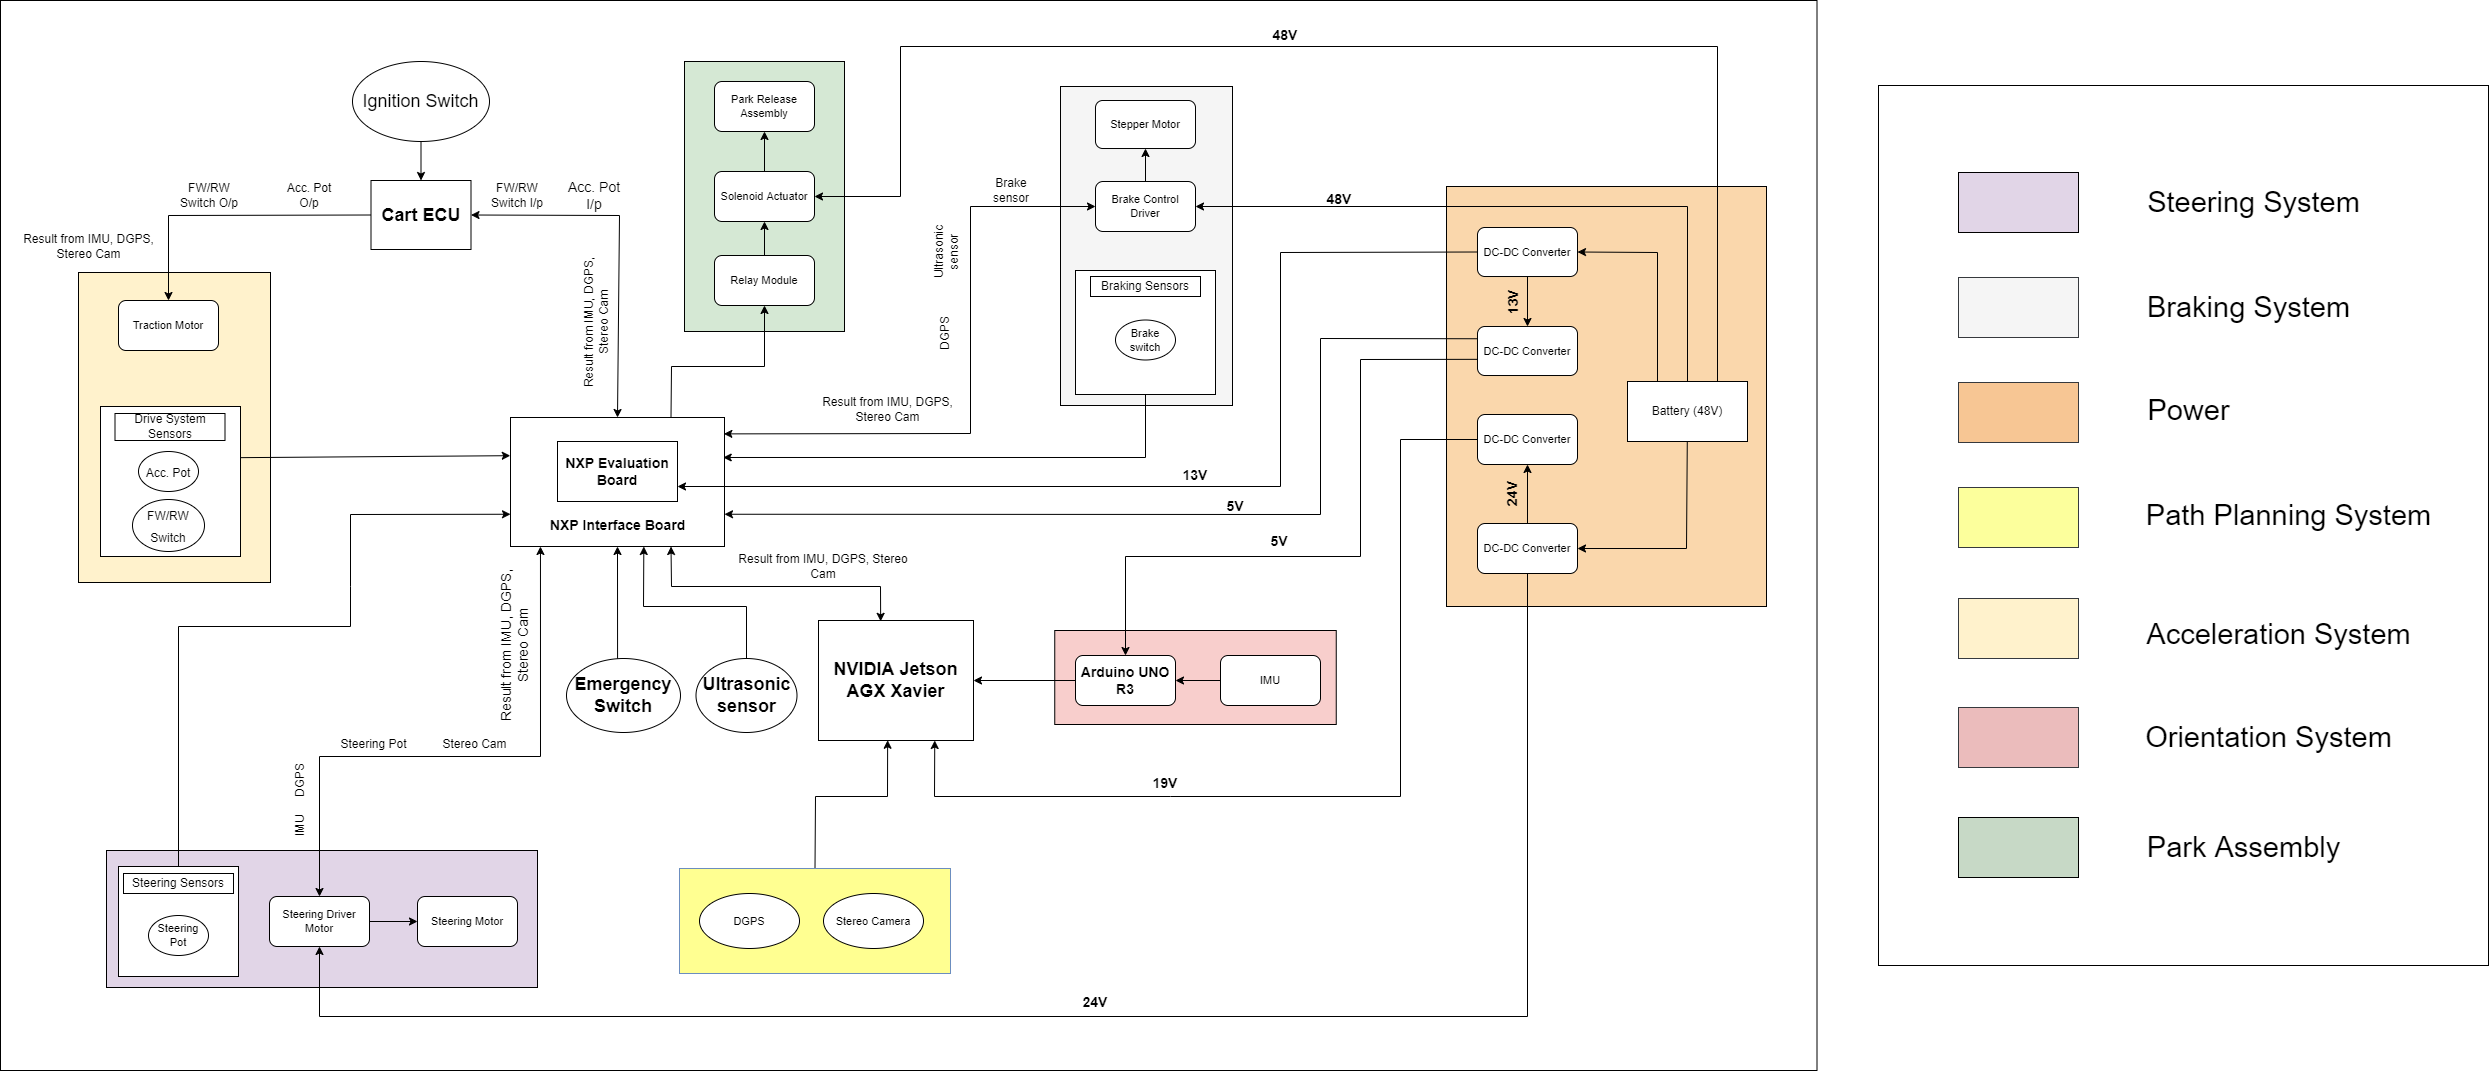 48V
Ignition Switch
Park Release
Assembly
Stepper Motor
FW/RW
Switch O/p
Acc. Pot
O/p
Cart ECU
FW/RW
Switch I/p
Acc. Pot
I/p
Solenoid Actuator
Brake
sensor
Brake Control
Driver
48V
Result from IMU, DGPS,
Stereo Cam
Result from IMU, DGPS,
Stereo Cam
Relay Module
Ultrasonic
sensor
DGPS
Braking Sensors
Brake
switch
DC-DC Converter
13V
DC-DC Converter
Traction Motor
Drive System
Sensors
Acc. Pot
FW/RW
Switch
Result from IMU, DGPS,
Stereo Cam
Battery (48V)
DC-DC Converter
24V
DC-DC Converter
NXP Evaluation
Board
NXP Interface Board
13V
5V
5V
Result from IMU, DGPS, Stereo
Cam
Result from IMU, DGPS,
Stereo Cam
Emergency
Switch
Ultrasonic
sensor
NVIDIA Jetson
AGX Xavier
Arduino UNO
R3
IMU
Steering Pot
Stereo Cam
DGPS
IMU
19V
Steering Sensors
Steering
Pot
Steering Driver
Motor
Steering Motor
DGPS
Stereo Camera
24V
Steering System
Braking System
Power
Path Planning System
Acceleration System
Orientation System
Park Assembly